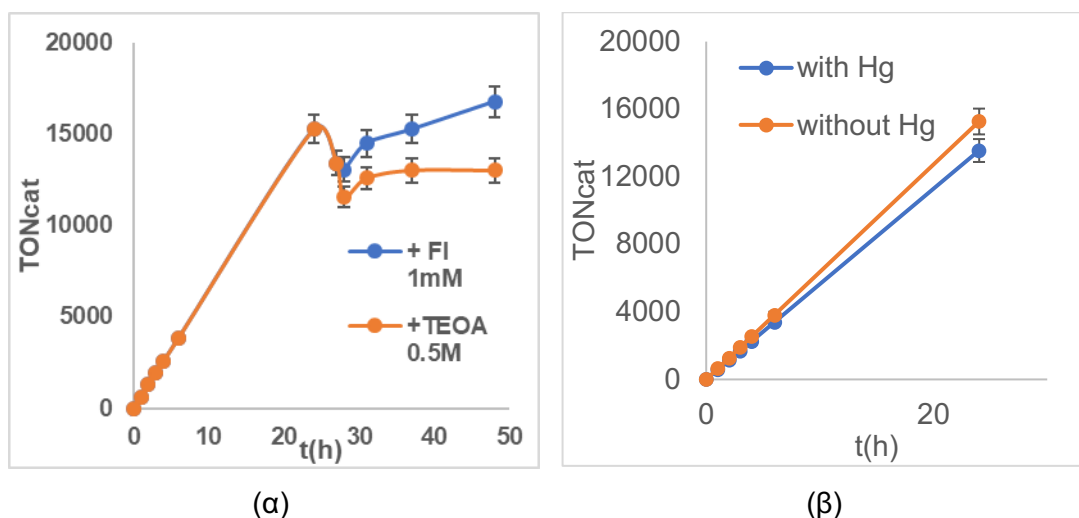 20000
15000
10000
5000
0
TONcat
+ FI
1mM
+TEOA
0.5M
0 10 20 30 40 50
t(h)
(α)
20000
16000
12000
8000
4000
0
TONcat
with Hg
without Hg
0 20
t(h)
(β)